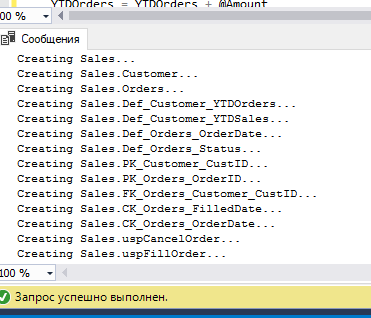 YTDOrders = YTDOrders + @Amount
00 %
Сообщения
Creating Sales...
Creating Sales.Customer...
Creating Sales.Orders...
Creating Sales.Def_Customer_YTDOrders...
Creating Sales.Def_Customer_YTDSales...
Creating Sales.Def_Orders_OrderDate...
Creating Sales.Def_Orders_Status...
Creating Sales.PK_Customer_CustID...
Creating Sales.PK_Orders_OrderID...
Creating Sales.FK_Orders_Customer_CustID...
Creating Sales.CK_Orders_FilledDate...
Creating Sales.CK_Orders_OrderDate...
Creating Sales.uspCancelOrder...
Creating Sales.uspFillOrder...
100 %
Запрос успешно выполнен.